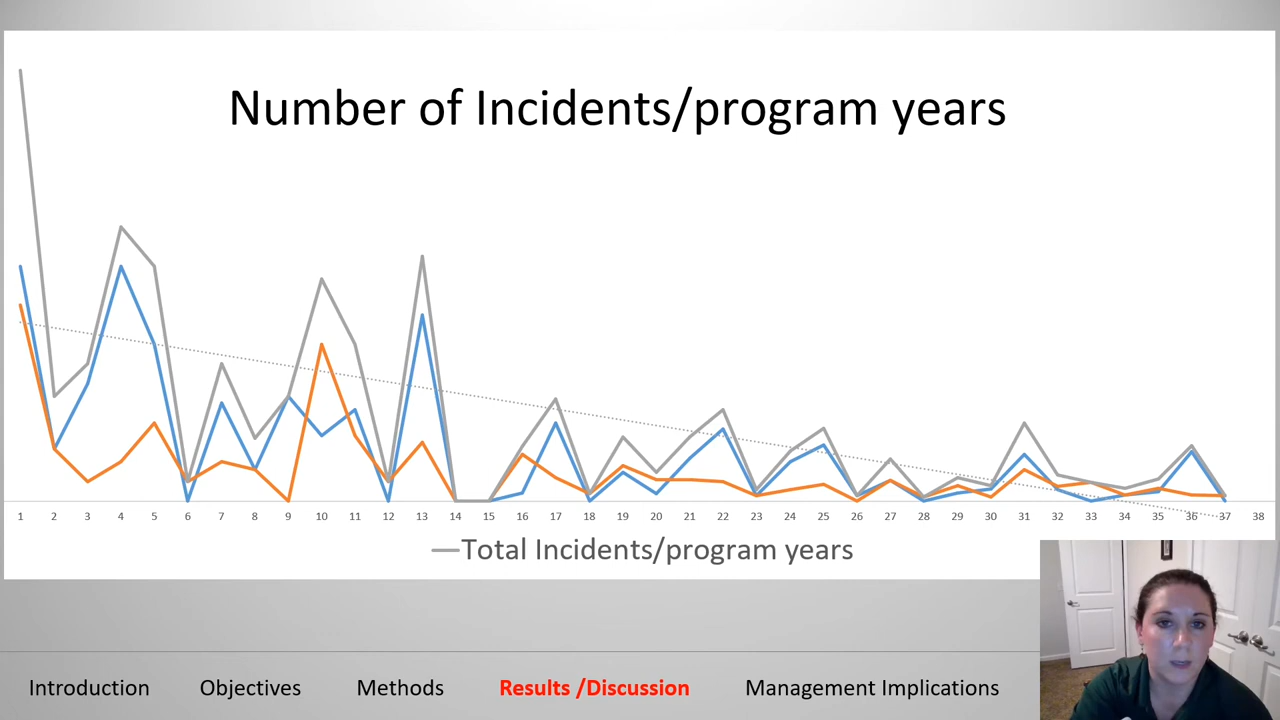 Number of Incidents/program years
1 2 3 4 5 6 7 8 9 10 11 12 13 14 15 16 17 18 19 20 21 22 23 24 25 26 27 28 29 30 31 32 33 34 35 36 37 38
Total Incidents/program years
Introduction Objectives Methods Results /Discussion Management Implications